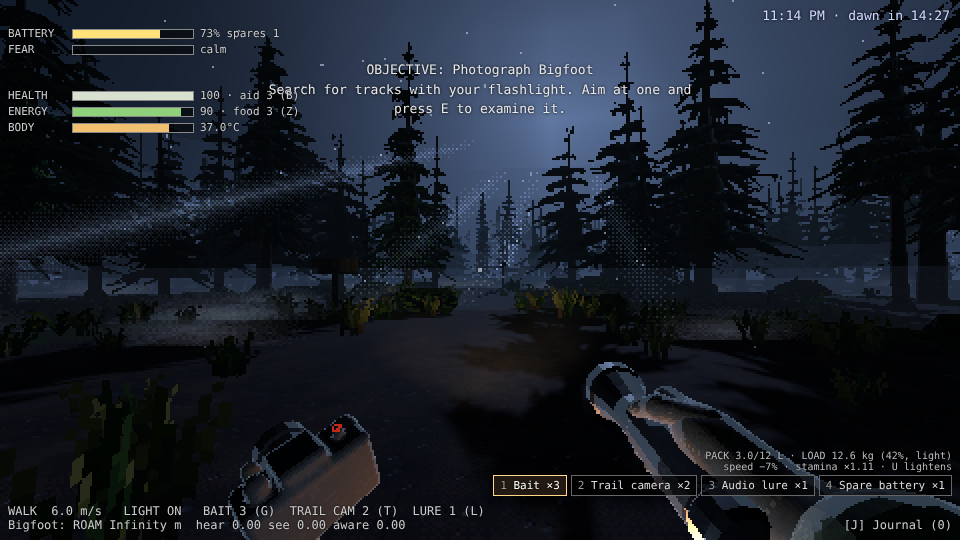 11:14 PM · dawn in 14:27
BATTERY 73% spares 1
FEAR calm
OBJECTIVE: Photograph Bigfoot
Search for tracks with your flashlight. Aim at one and
press E to examine it.
HEALTH 100 · aid 3 (B)
ENERGY 90 · food 3 (Z)
BODY 37.0°C
PACK 3.0/12 L · LOAD 12.6 kg (42%, light)
speed −7% · stamina ×1.11 · U lightens
1 Bait ×3 2 Trail camera ×2 3 Audio lure ×1 4 Spare battery ×1
WALK 6.0 m/s LIGHT ON BAIT 3 (G) TRAIL CAM 2 (T) LURE 1 (L)
Bigfoot: ROAM Infinity m hear 0.00 see 0.00 aware 0.00
[J] Journal (0)